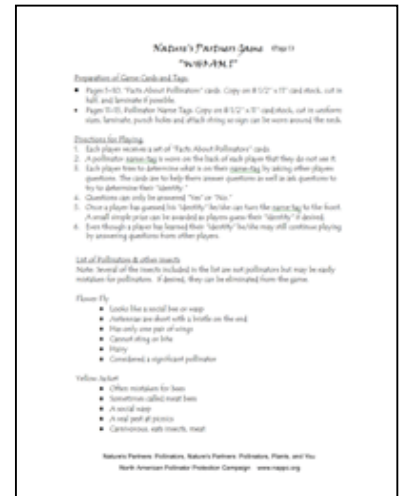 Nature's Partners Game (Page 1)
"WHO AM I"
Preparation of Game Cards and Tags
• Pages 5-10, "Facts About Pollinators" cards. Copy on 8 1/2" x 11" card stock, cut in
half, and laminate if possible.
• Pages 11-13, Pollinator Name Tags. Copy on 8 1/2" x 11" card stock, cut in uniform
sizes, laminate, punch holes and attach string so sign can be worn around the neck.
Directions for Playing
1. Each player receives a set of "Facts About Pollinators" cards.
2. A pollinator name-tag is worn on the back of each player that they do not see it.
3. Each player tries to determine what is on their name-tag by asking other players
questions. The cards are to help them answer questions as well as ask questions to
try to determine their "identity."
4. Questions can only be answered "Yes" or "No."
5. Once a player has guessed his "identity" he/she can turn the name-tag to the front.
A small simple prize can be awarded as players guess their "identity" if desired.
6. Even though a player has learned their "identity" he/she may still continue playing
by answering questions from other players.
List of Pollinators & other insects
Note: Several of the insects included in the list are not pollinators but may be easily
mistaken for pollinators. If desired, they can be eliminated from the game.
Flower Fly
• Looks like a social bee or wasp
• Antennae are short with a bristle on the end
• Has only one pair of wings
• Cannot sting or bite
• Hairy
• Considered a significant pollinator
Yellow Jacket
• Often mistaken for bees
• Sometimes called meat bees
• A social wasp
• A real pest at picnics
• Carnivorous, eats insects, meat
Nature's Partners: Pollinators, Nature's Partners: Pollinators, Plants, and You
North American Pollinator Protection Campaign www.nappc.org